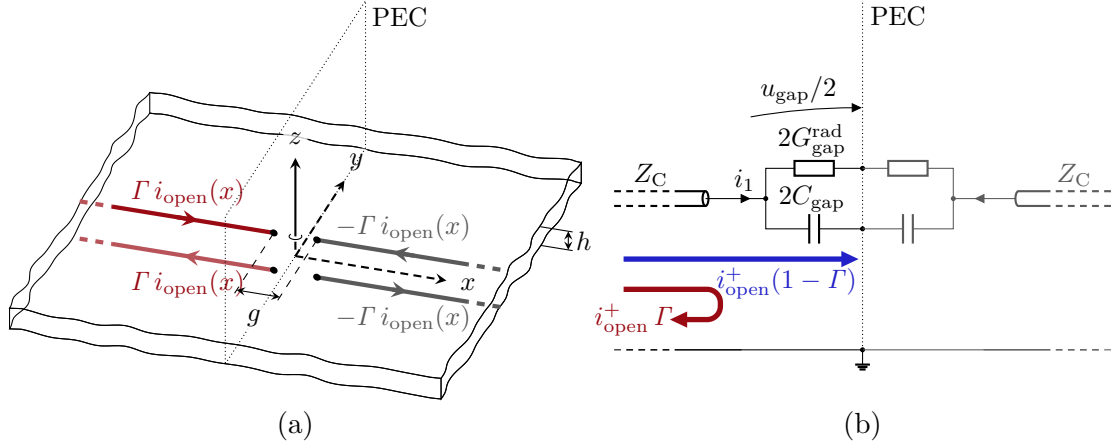 PEC
z
y
Γ i_open(x)
-Γ i_open(x)
h
x
Γ i_open(x)
-Γ i_open(x)
g
(a)
PEC
u_gap/2
2G_gap^rad
Z_C
i_1
2C_gap
Z_C
i_open^+(1 − Γ)
i_open^+ Γ
(b)